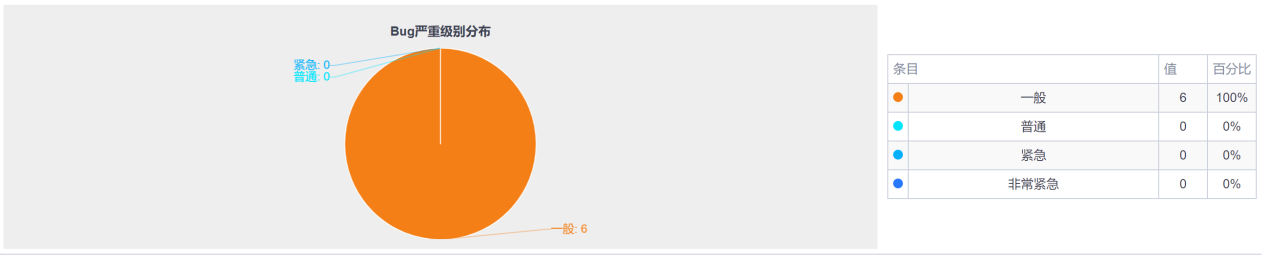 Bug严重级别分布
紧急: 0
普通: 0
一般: 6
条目 值 百分比
一般 6 100%
普通 0 0%
紧急 0 0%
非常紧急 0 0%